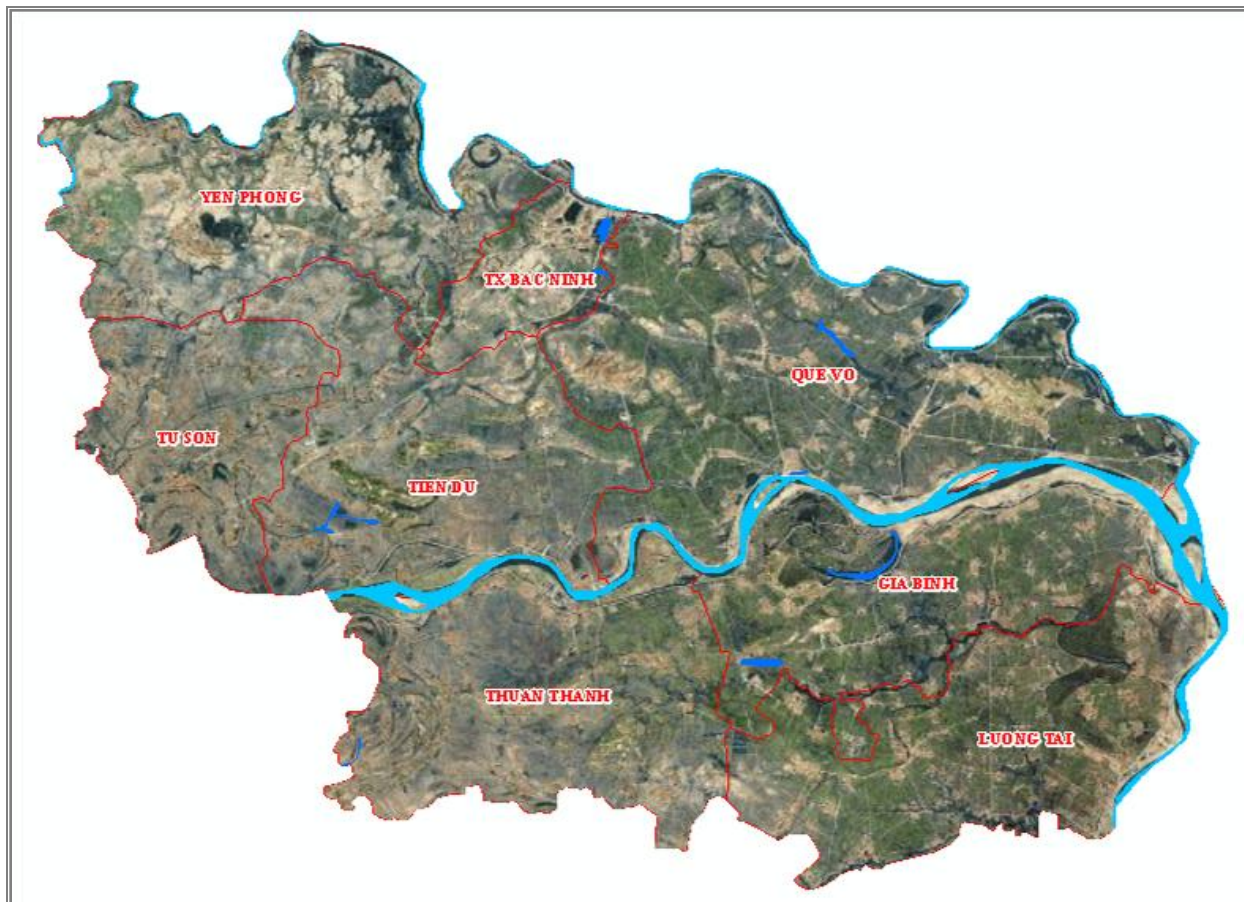 YEN PHONG
TX BAC NINH
QUE VO
TU SON
TIEN DU
GIA BINH
THUAN THANH
LUONG TAI